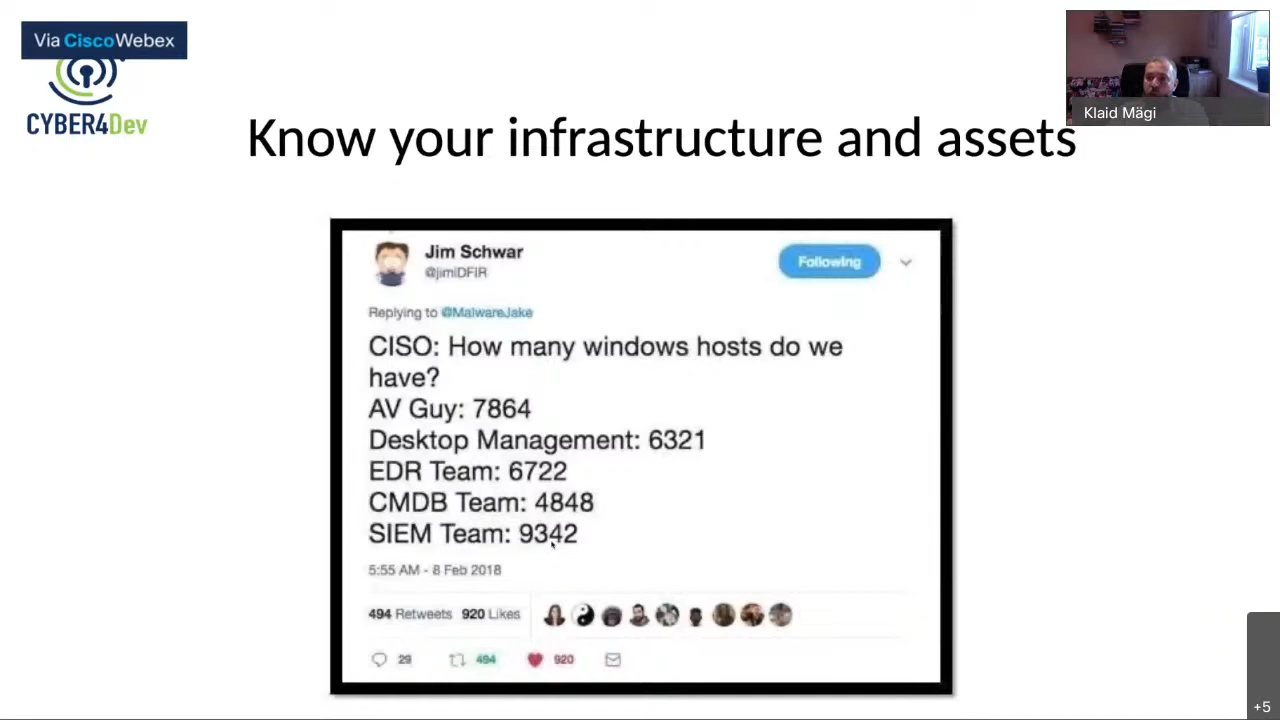 Via Cisco Webex
CYBER4Dev
Klaid Mägi
Know your infrastructure and assets
Jim Schwar
@jimIDFIR
Following
Replying to @MalwareJake
CISO: How many windows hosts do we
have?
AV Guy: 7864
Desktop Management: 6321
EDR Team: 6722
CMDB Team: 4848
SIEM Team: 9342
5:55 AM - 8 Feb 2018
494 Retweets 920 Likes
29 494 920
+5